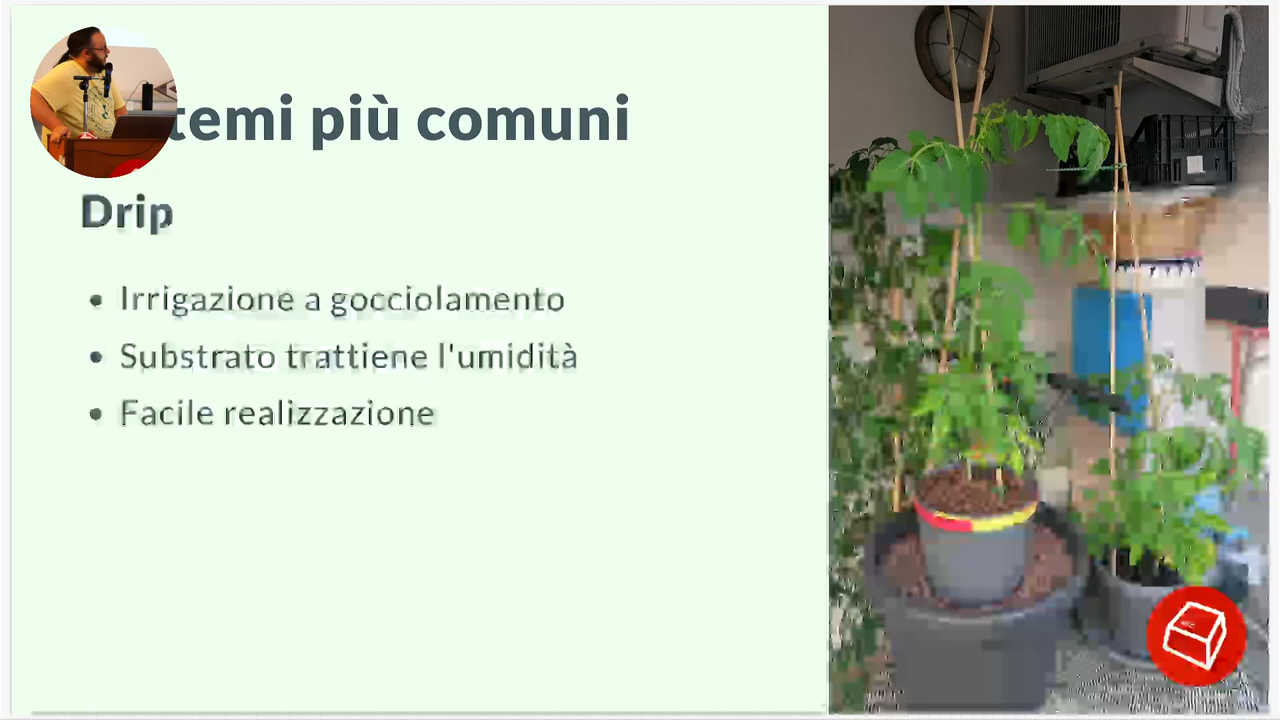 temi più comuni
Drip
• Irrigazione a gocciolamento
• Substrato trattiene l'umidità
• Facile realizzazione